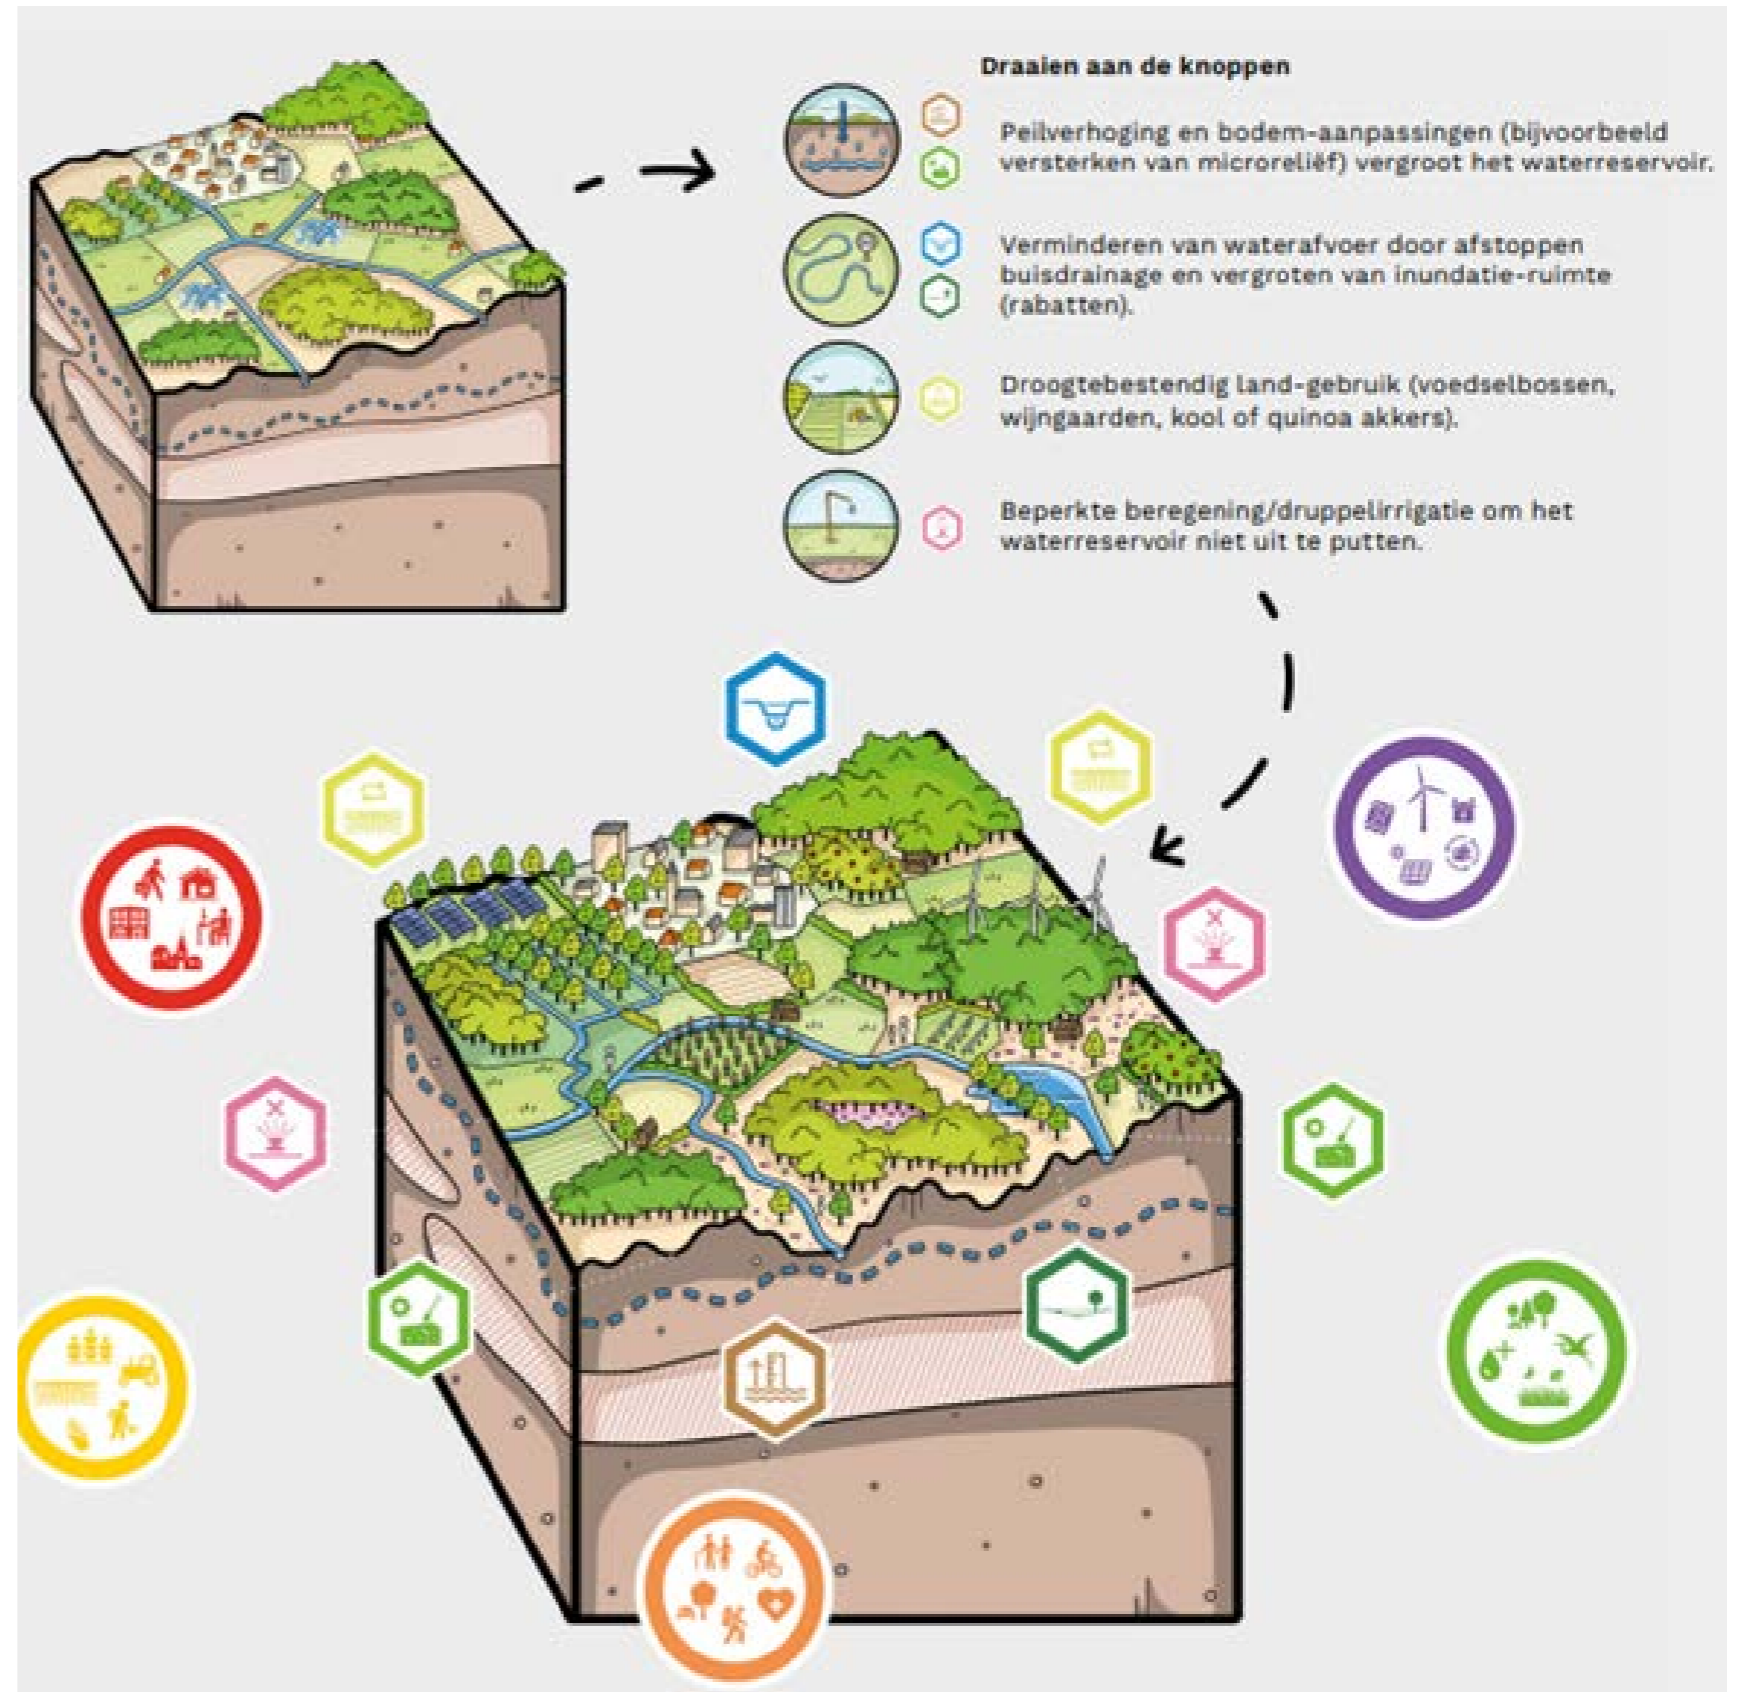 Draaien aan de knoppen
Peilverhoging en bodem-aanpassingen (bijvoorbeeld
versterken van microreliëf) vergroot het waterreservoir.
Verminderen van waterafvoer door afstoppen
buisdrainage en vergroten van inundatie-ruimte
(rabatten).
Droogtebestendig land-gebruik (voedselbossen,
wijngaarden, kool of quinoa akkers).
Beperkte beregening/druppelirrigatie om het
waterreservoir niet uit te putten.